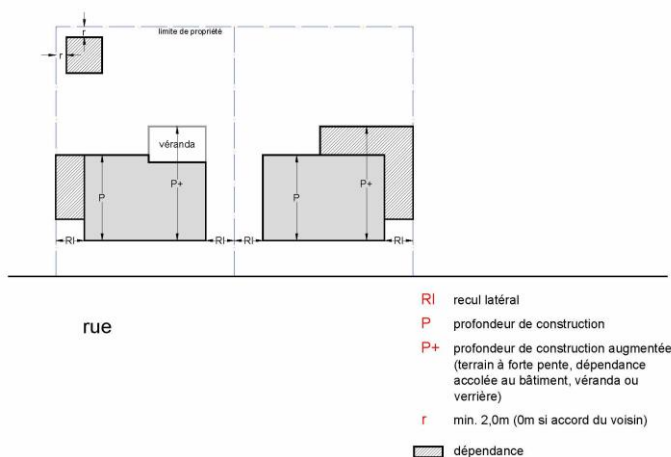 r
limite de propriété
r
véranda
P
P+
P
P+
Rl
Rl
Rl
Rl
rue
Rl recul latéral
P profondeur de construction
P+ profondeur de construction augmentée
(terrain à forte pente, dépendance
accolée au bâtiment, véranda ou
verrière)
r min. 2,0m (0m si accord du voisin)
dépendance